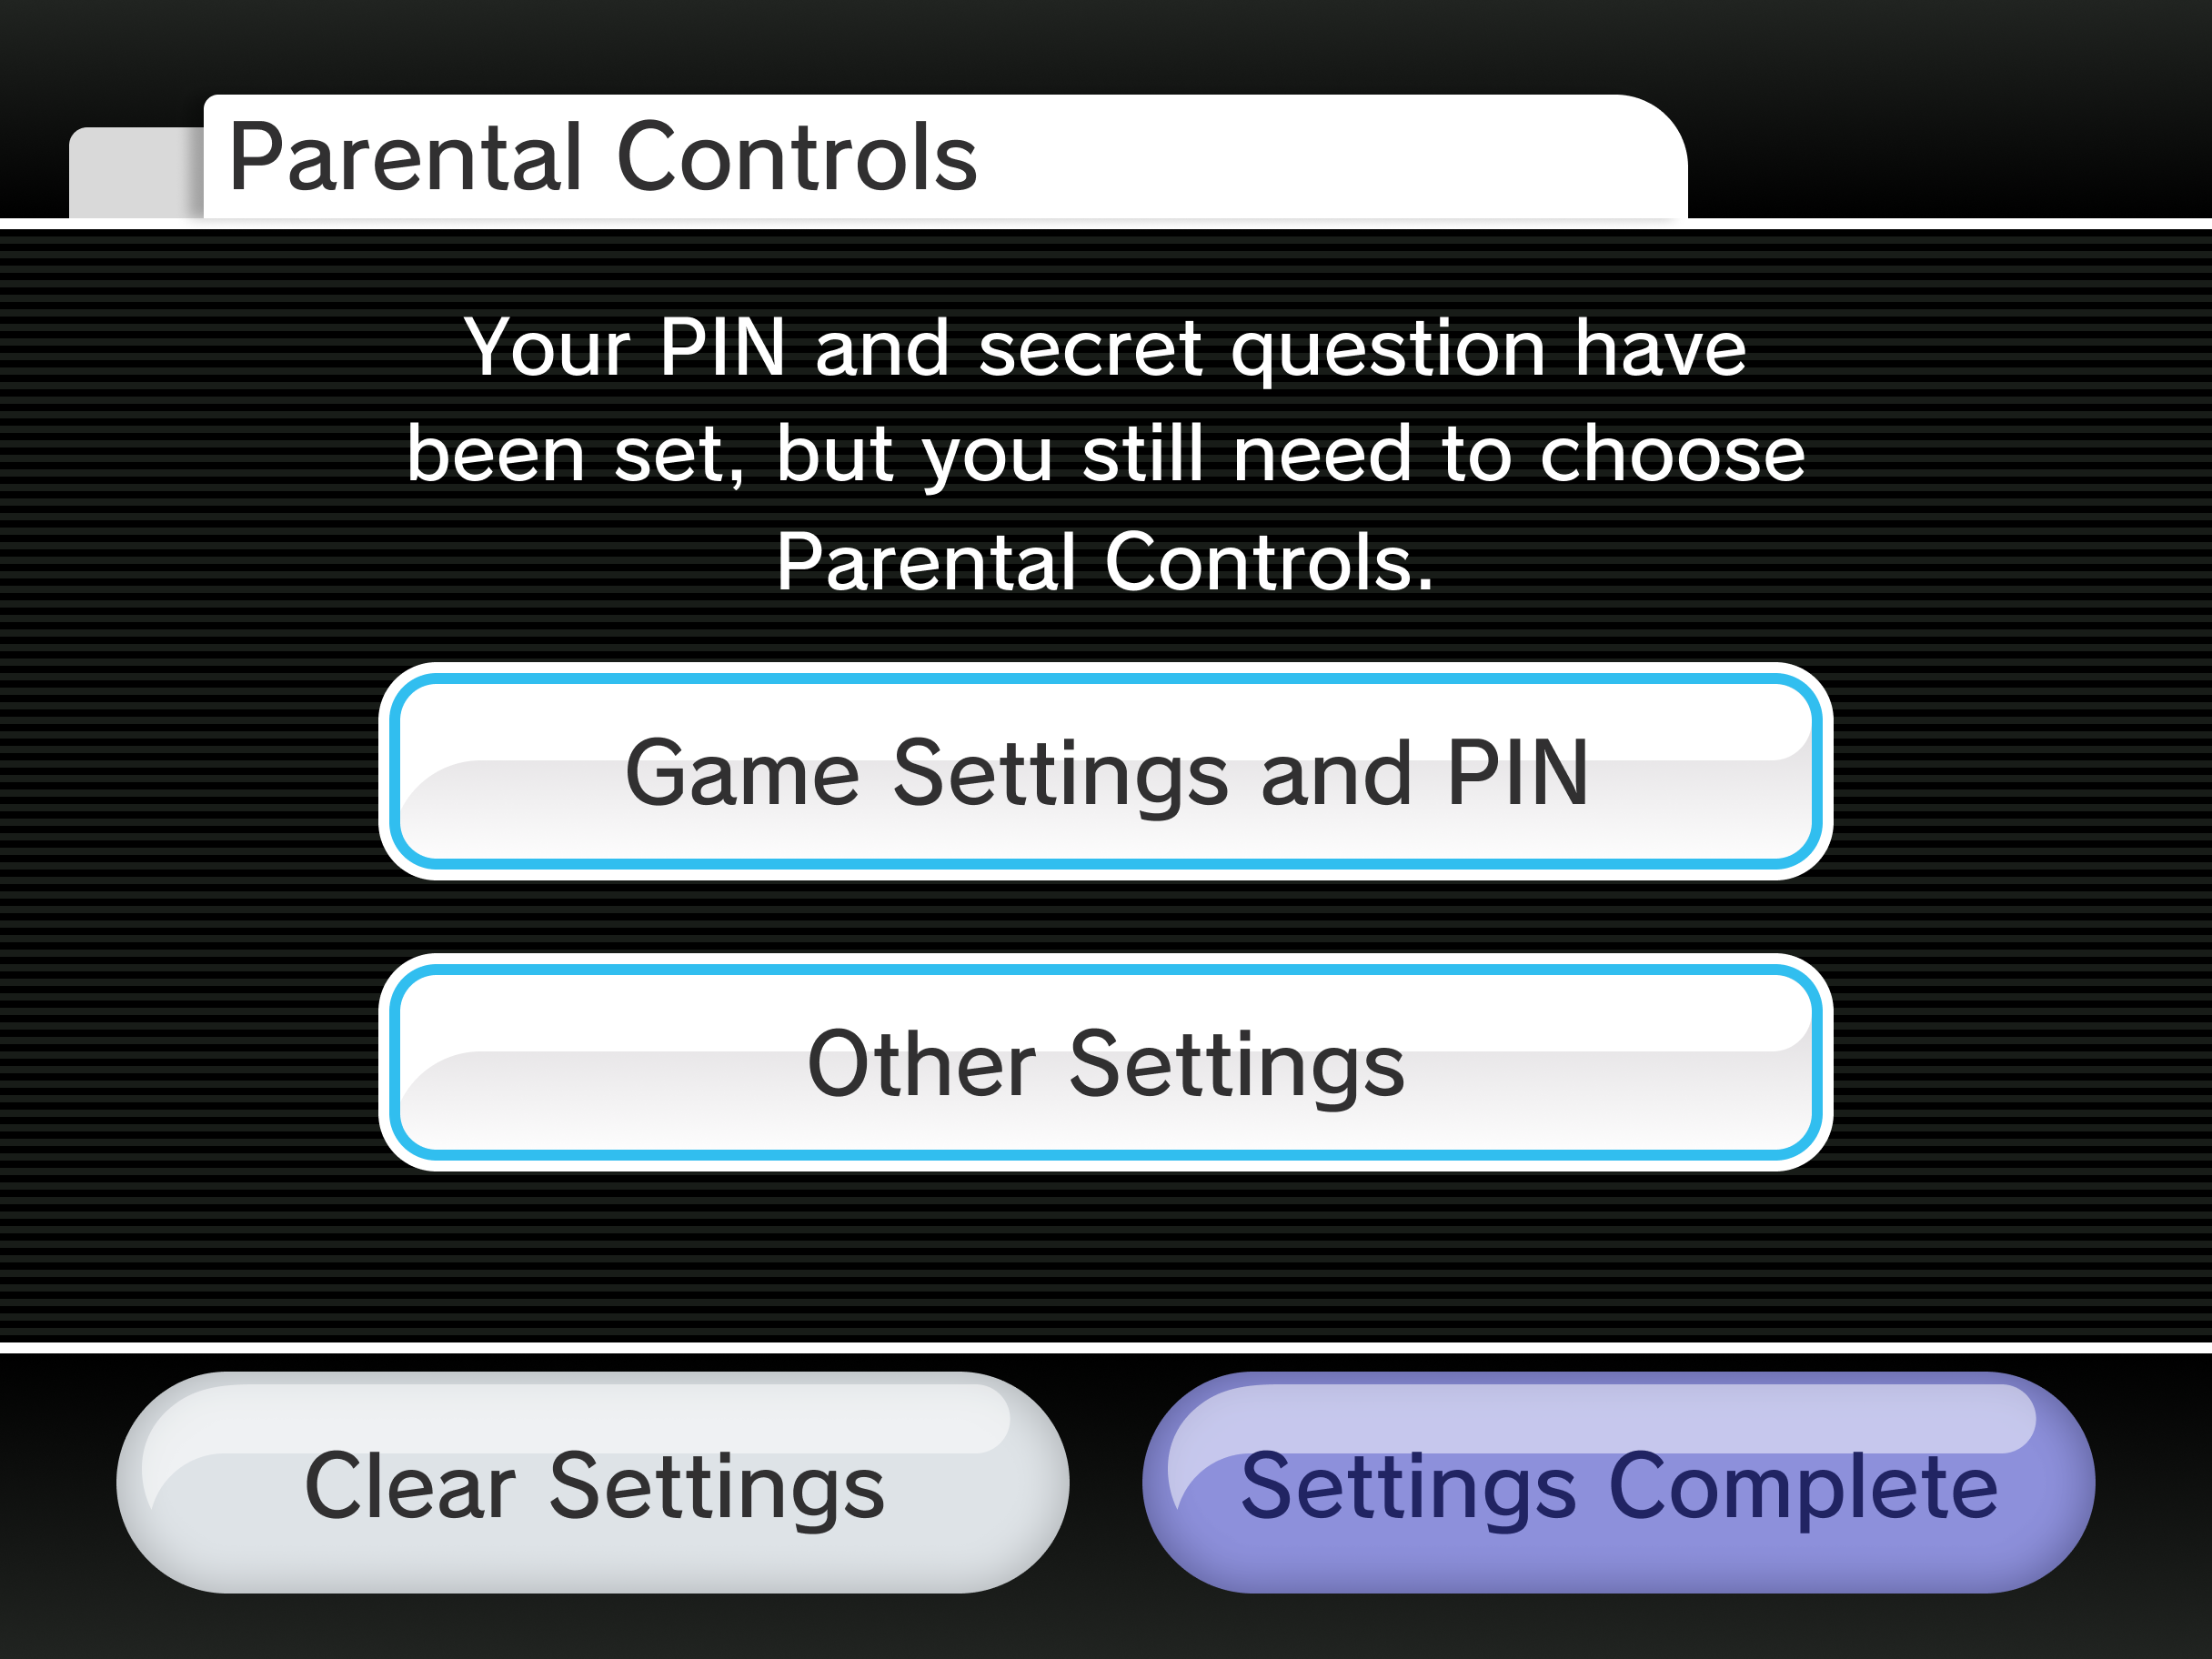 Parental Controls
Your PIN and secret question have
been set, but you still need to choose
Parental Controls.
Game Settings and PIN
Other Settings
Clear Settings
Settings Complete